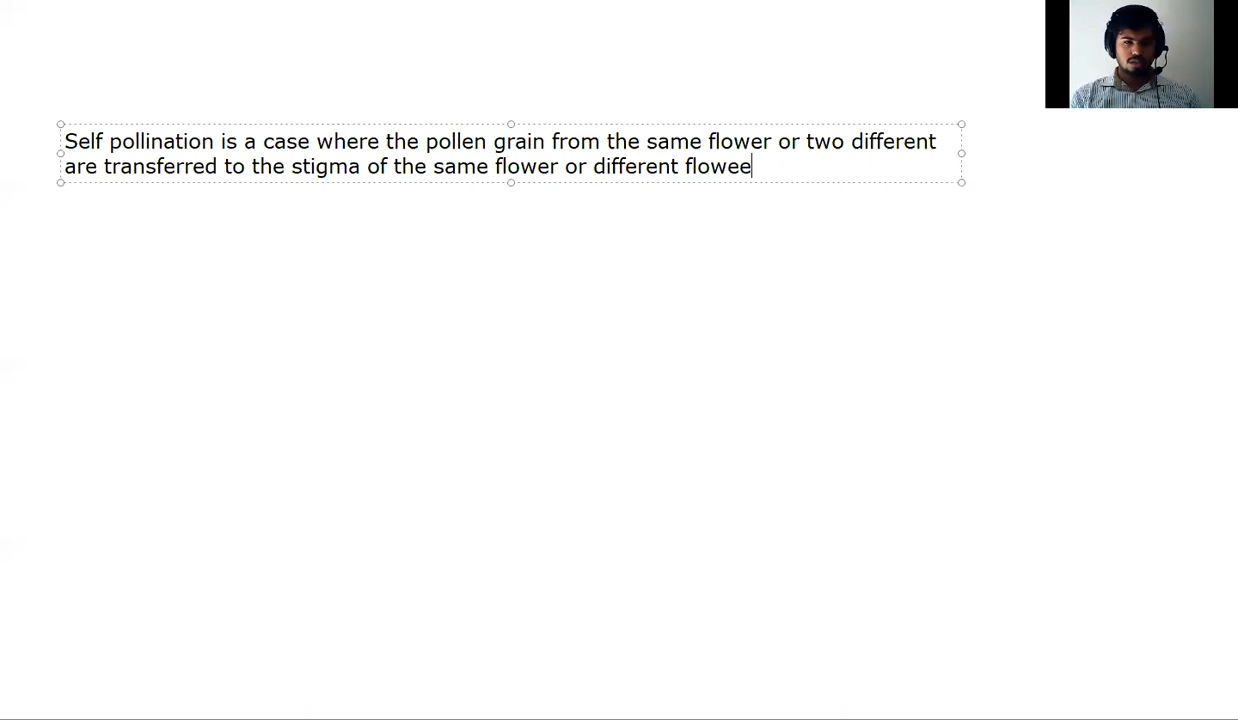 Self pollination is a case where the pollen grain from the same flower or two different
are transferred to the stigma of the same flower or different flowee